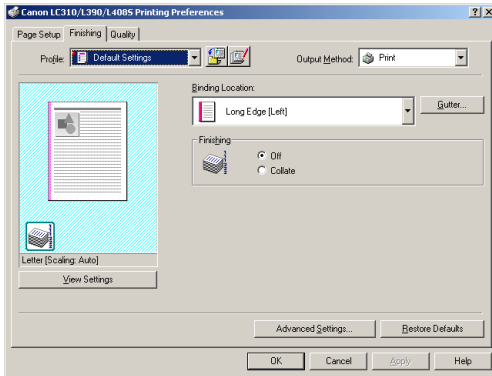 Canon LC310/L390/L408S Printing Preferences
Page Setup Finishing Quality
Profile: Default Settings Output Method: Print
Binding Location:
Long Edge [Left] Gutter...
Finishing
Off
Collate
Letter [Scaling: Auto]
View Settings
Advanced Settings... Restore Defaults
OK Cancel Apply Help